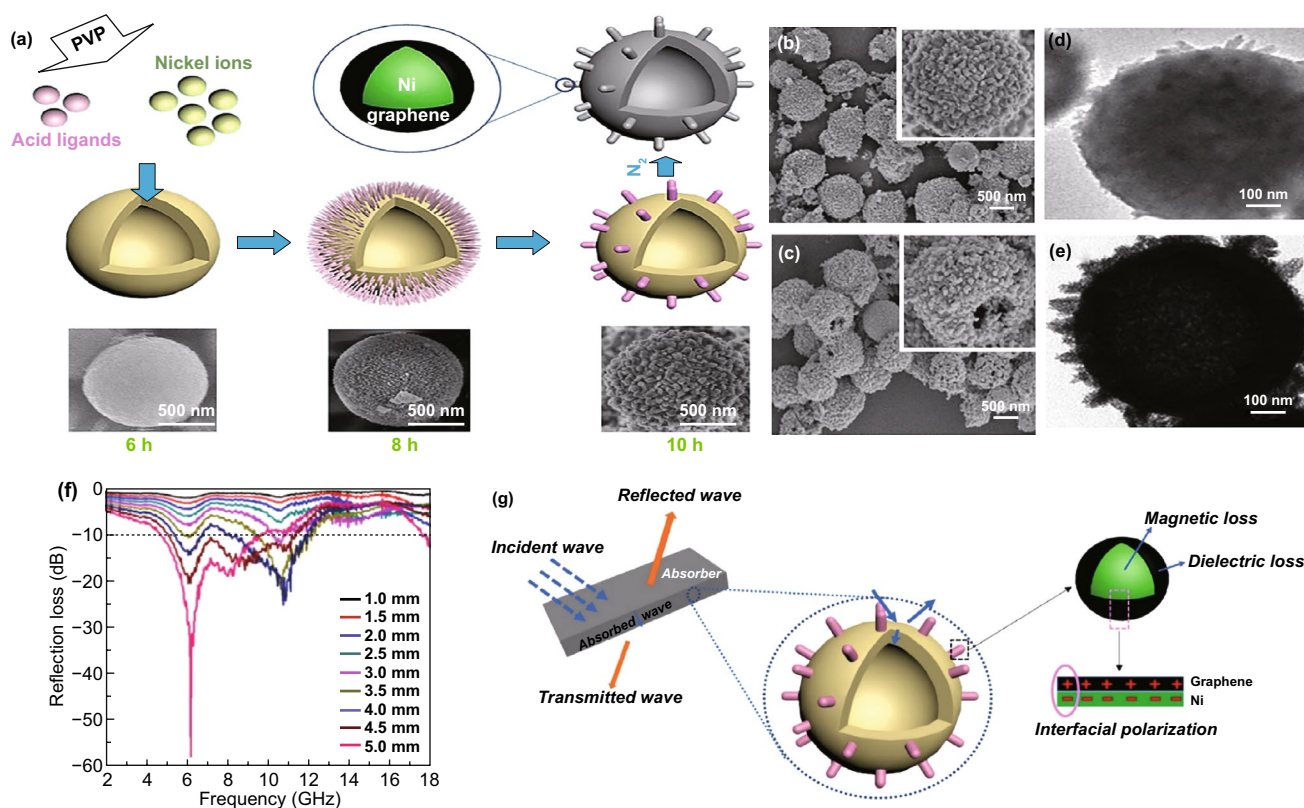 (a)
PVP
Nickel ions
Acid ligands
Ni
graphene
N2
500 nm
500 nm
500 nm
6 h
8 h
10 h
(b)
500 nm
(c)
500 nm
(d)
100 nm
(e)
100 nm
(f)
Reflection loss (dB)
0
−10
−20
−30
−40
−50
−60
1.0 mm
1.5 mm
2.0 mm
2.5 mm
3.0 mm
3.5 mm
4.0 mm
4.5 mm
5.0 mm
2 4 6 8 10 12 14 16 18
Frequency (GHz)
(g)
Reflected wave
Incident wave
Absorber
Absorbed wave
Transmitted wave
Magnetic loss
Dielectric loss
+ + + + + +
Graphene
− − − − − −
Ni
Interfacial polarization